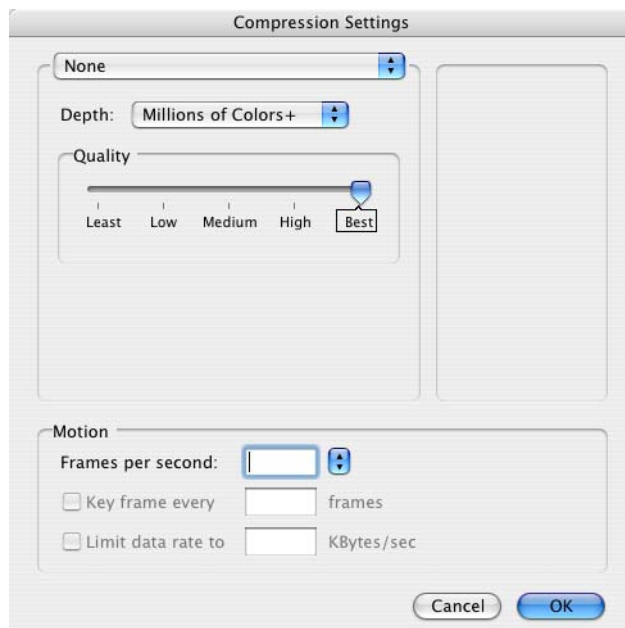 Compression Settings
None
Depth: Millions of Colors+
Quality
Least Low Medium High Best
Motion
Frames per second:
Key frame every frames
Limit data rate to KBytes/sec
Cancel OK